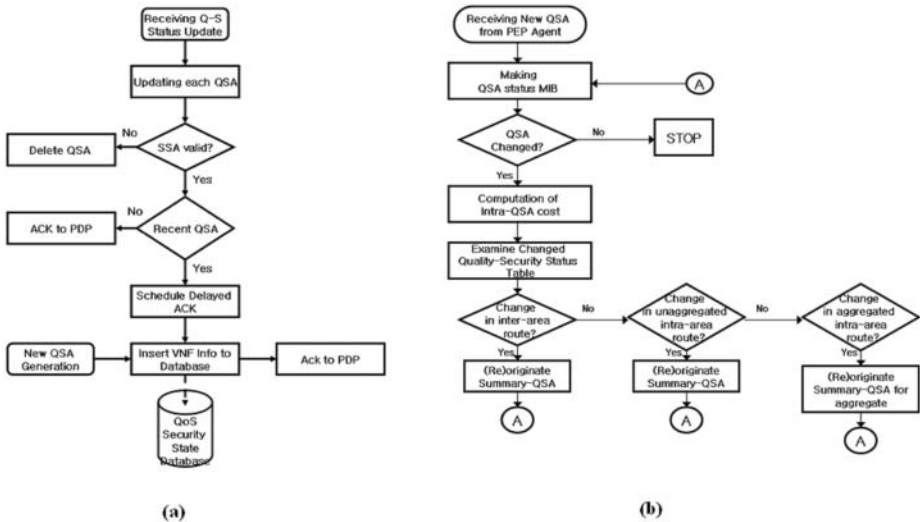 Receiving Q-S
Status Update
Updating each QSA
No
Delete QSA
SSA valid?
Yes
No
ACK to PDP
Recent QSA
Yes
Schedule Delayed
ACK
New QSA
Generation
Insert VNF Info to
Database
Ack to PDP
QoS
Security
State
Database
(a)
Receiving New QSA
from PEP Agent
Making
QSA status MIB
A
QSA
Changed?
No
STOP
Yes
Computation of
Intra-QSA cost
Examine Changed
Quality-Security Status
Table
Change
in inter-area
route?
No
Change
in unaggregated
intra-area
route?
No
Change
in aggregated
intra-area
route?
Yes
Yes
Yes
(Re)originate
Summary-QSA
(Re)originate
Summary-QSA
(Re)originate
Summary-QSA for
aggregate
A
A
A
(b)